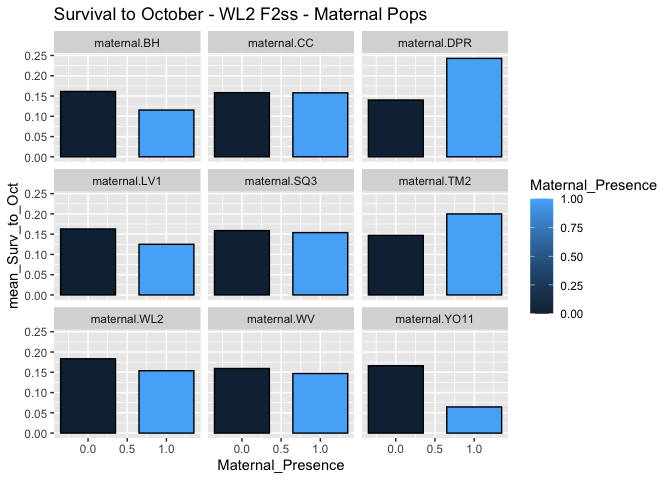 Survival to October - WL2 F2ss - Maternal Pops
maternal.BH
maternal.CC
maternal.DPR
0.25
0.20
0.15
0.10
0.05
0.00
maternal.LV1
maternal.SQ3
maternal.TM2
0.25
0.20
0.15
0.10
0.05
0.00
maternal.WL2
maternal.WV
maternal.YO11
0.25
0.20
0.15
0.10
0.05
0.00
0.0 0.5 1.0
0.0 0.5 1.0
0.0 0.5 1.0
Maternal_Presence
mean_Surv_to_Oct
Maternal_Presence
1.00
0.75
0.50
0.25
0.00